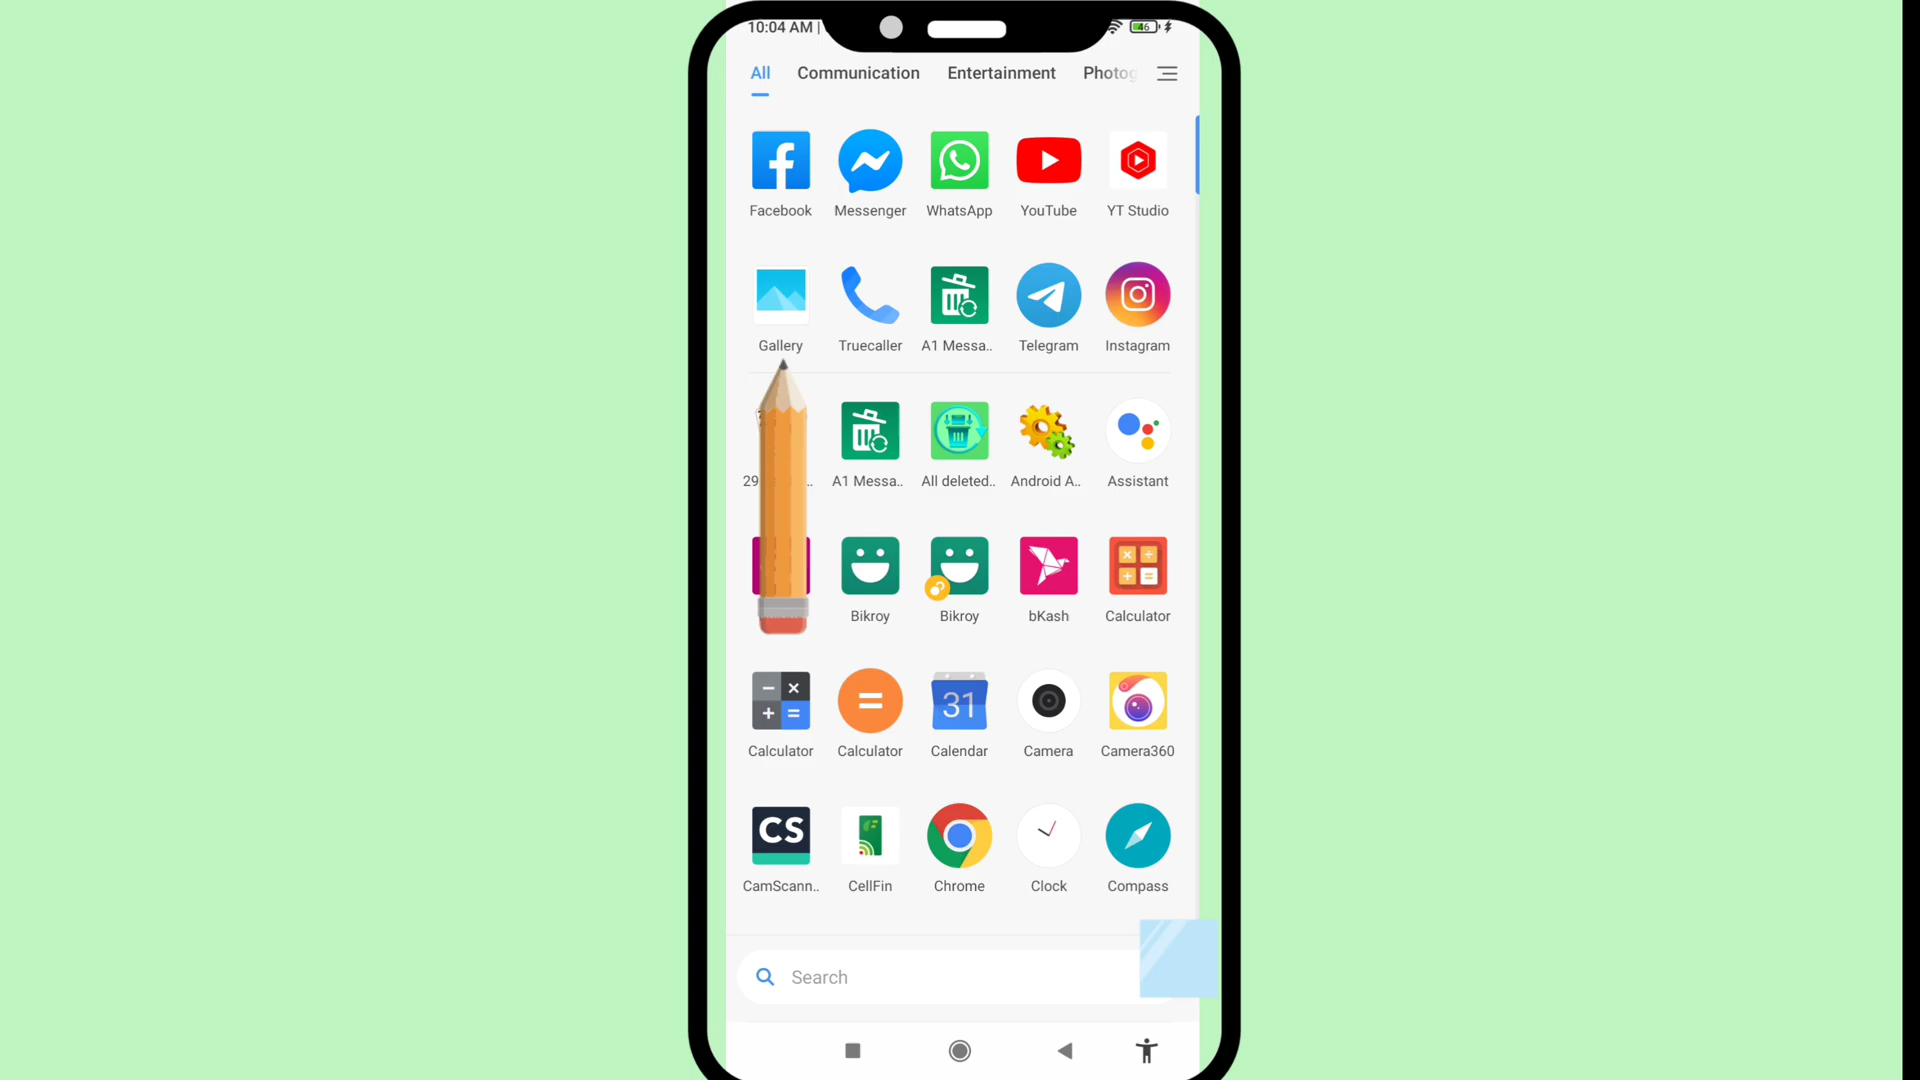 10:04 AM |
46
All Communication Entertainment Photog
Facebook Messenger WhatsApp YouTube YT Studio
Gallery Truecaller A1 Messa.. Telegram Instagram
29 .. A1 Messa.. All deleted.. Android A.. Assistant
Bikroy Bikroy bKash Calculator
31
Calculator Calculator Calendar Camera Camera360
CS
CamScann.. CellFin Chrome Clock Compass
Search